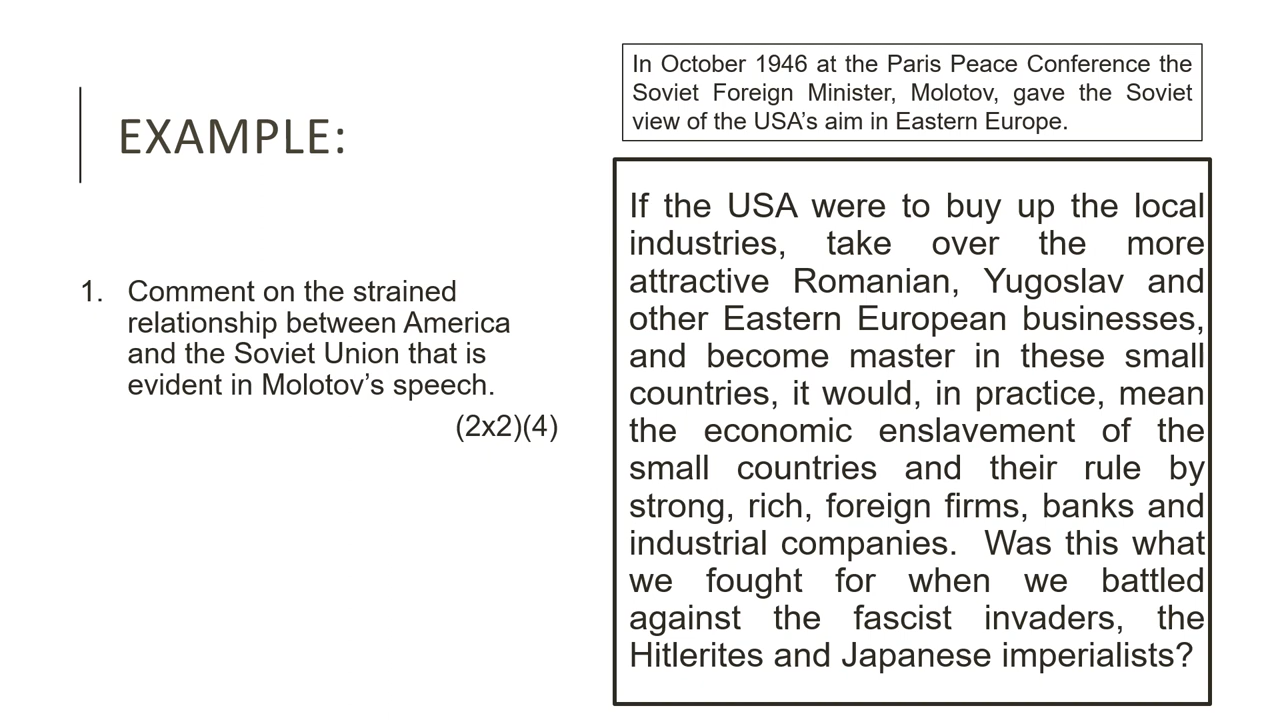 EXAMPLE:
1. Comment on the strained
relationship between America
and the Soviet Union that is
evident in Molotov’s speech.
(2x2)(4)
In October 1946 at the Paris Peace Conference the
Soviet Foreign Minister, Molotov, gave the Soviet
view of the USA’s aim in Eastern Europe.
If the USA were to buy up the local
industries, take over the more
attractive Romanian, Yugoslav and
other Eastern European businesses,
and become master in these small
countries, it would, in practice, mean
the economic enslavement of the
small countries and their rule by
strong, rich, foreign firms, banks and
industrial companies. Was this what
we fought for when we battled
against the fascist invaders, the
Hitlerites and Japanese imperialists?